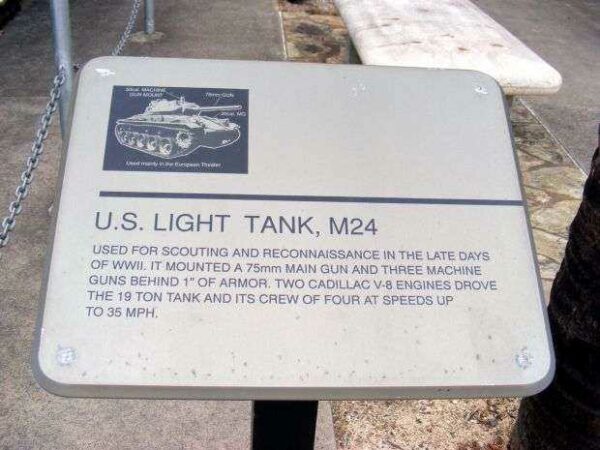 50cal. MACHINE
GUN MOUNT
75mm GUN
30cal. MG
Used mainly in the European Theater
U.S. LIGHT TANK, M24
USED FOR SCOUTING AND RECONNAISSANCE IN THE LATE DAYS
OF WWII. IT MOUNTED A 75mm MAIN GUN AND THREE MACHINE
GUNS BEHIND 1" OF ARMOR. TWO CADILLAC V-8 ENGINES DROVE
THE 19 TON TANK AND ITS CREW OF FOUR AT SPEEDS UP
TO 35 MPH.